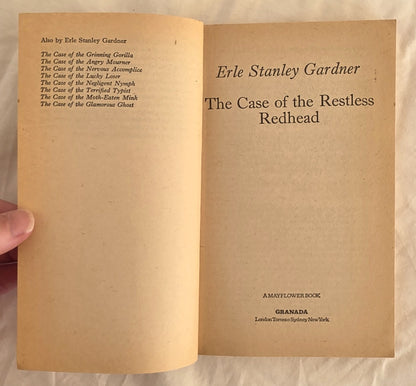 Also by Erle Stanley Gardner
The Case of the Grinning Gorilla
The Case of the Angry Mourner
The Case of the Nervous Accomplice
The Case of the Lucky Loser
The Case of the Negligent Nymph
The Case of the Terrified Typist
The Case of the Moth-Eaten Mink
The Case of the Glamorous Ghost
Erle Stanley Gardner
The Case of the Restless
Redhead
A MAYFLOWER BOOK
GRANADA
London Toronto Sydney New York